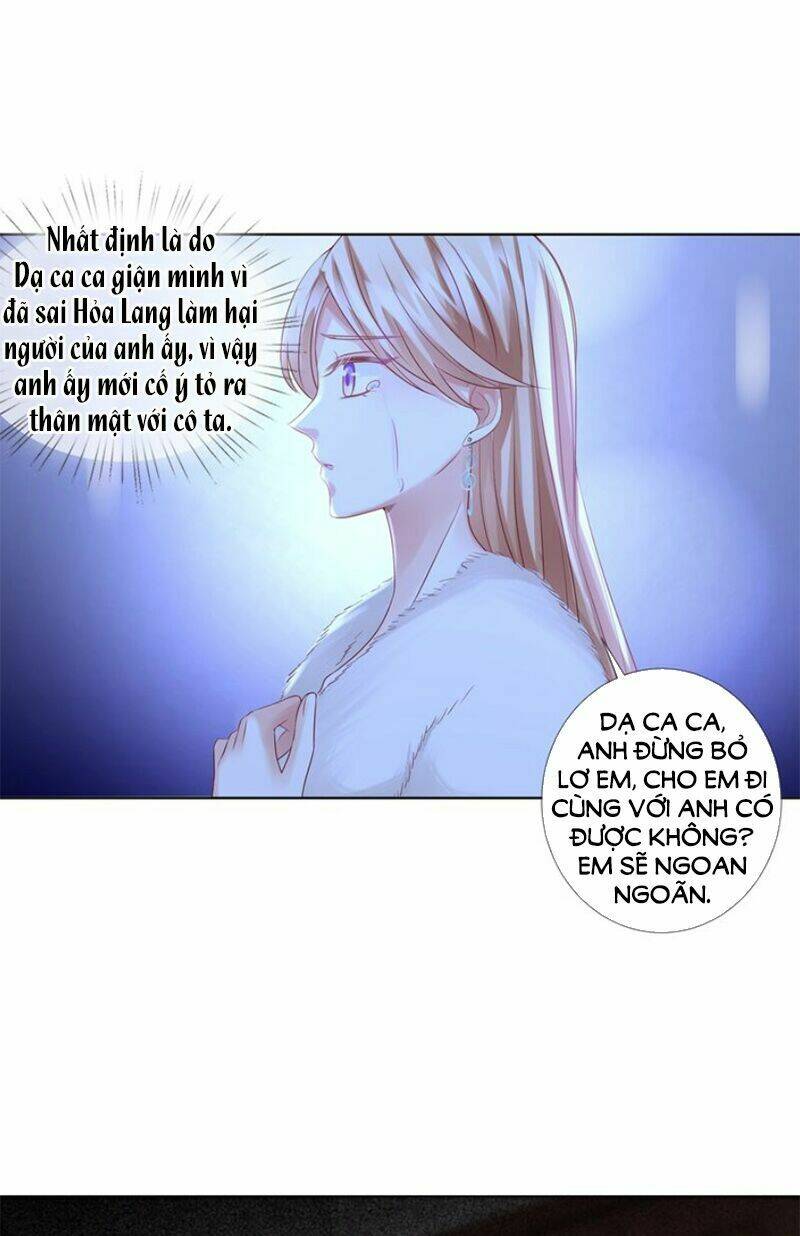 Nhất định là do
Dạ ca ca giận mình vì
đã sai Hỏa Lang làm hại
người của anh ấy, vì vậy
anh ấy mới cố ý tỏ ra
thân mật với cô ta.
DẠ CA CA,
ANH ĐỪNG BỎ
LƠ EM, CHO EM ĐI
CÙNG VỚI ANH CÓ
ĐƯỢC KHÔNG?
EM SẼ NGOAN
NGOÃN.